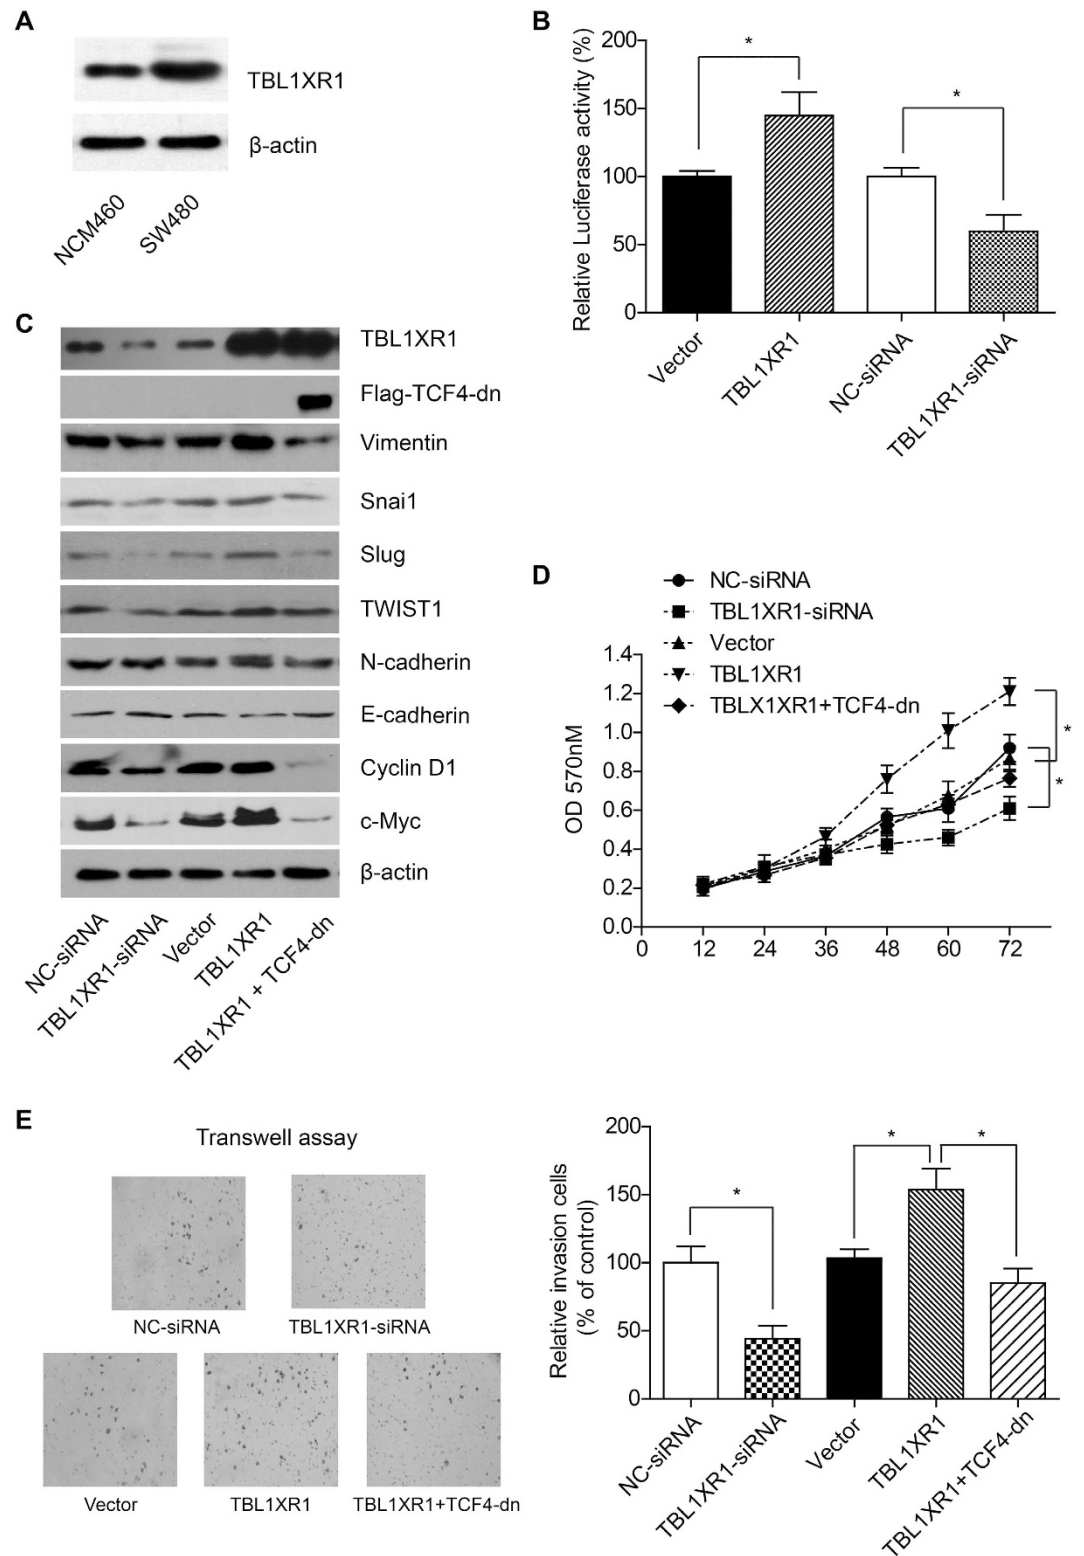 A
TBL1XR1
β-actin
NCM460
SW480
B
Relative Luciferase activity (%)
200
150
100
50
0
*
*
Vector
TBL1XR1
NC-siRNA
TBL1XR1-siRNA
C
TBL1XR1
Flag-TCF4-dn
Vimentin
Snai1
Slug
TWIST1
N-cadherin
E-cadherin
Cyclin D1
c-Myc
β-actin
NC-siRNA
TBL1XR1-siRNA
Vector
TBL1XR1
TBL1XR1 + TCF4-dn
D
NC-siRNA
TBL1XR1-siRNA
Vector
TBL1XR1
TBLX1XR1+TCF4-dn
OD 570nM
1.4
1.2
1.0
0.8
0.6
0.4
0.2
0.0
0 12 24 36 48 60 72
*
*
E
Transwell assay
NC-siRNA
TBL1XR1-siRNA
Vector
TBL1XR1
TBL1XR1+TCF4-dn
Relative invasion cells
(% of control)
200
150
100
50
0
*
*
*
NC-siRNA
TBL1XR1-siRNA
Vector
TBL1XR1
TBL1XR1+TCF4-dn